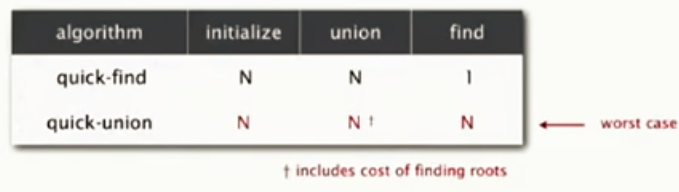 algorithm initialize union find
quick-find N N 1
quick-union N N † N worst case
† includes cost of finding roots